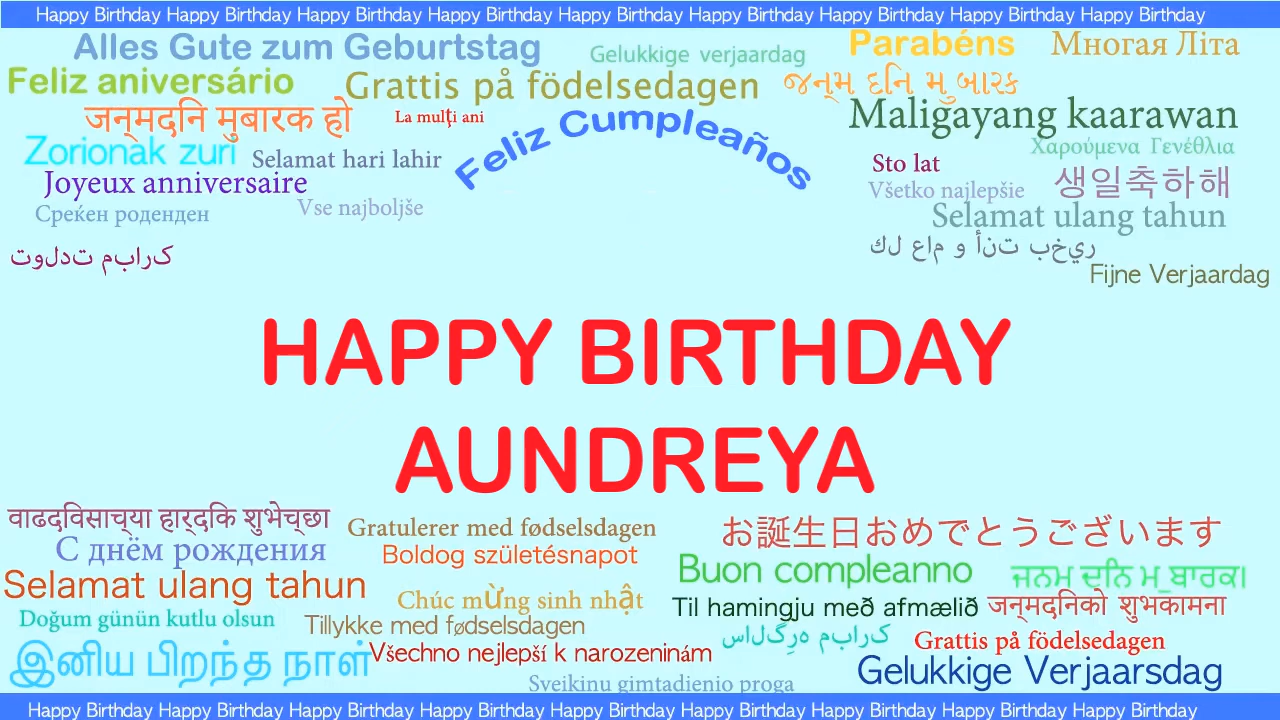 Happy Birthday Happy Birthday Happy Birthday Happy Birthday Happy Birthday Happy Birthday Happy Birthday Happy Birthday Happy Birthday
Alles Gute zum Geburtstag
Gelukkige verjaardag
Parabéns
Многая Літа
Feliz aniversário
Grattis på födelsedagen
જન્મ દિન મુબારક
जन्मदिन मुबारक हो
La mulţi ani
Feliz Cumpleaños
Maligayang kaarawan
Zorionak zuri
Selamat hari lahir
Sto lat
Χαρούμενα Γενέθλια
Joyeux anniversaire
Všetko najlepšie
생일축하해
Среќен роденден
Vse najboljše
Selamat ulang tahun
تولدت مبارک
كل عام و أنت بخير
Fijne Verjaardag
HAPPY BIRTHDAY
AUNDREYA
वाढदिवसाच्या हार्दिक शुभेच्छा
Gratulerer med fødselsdagen
お誕生日おめでとうございます
С днём рождения
Boldog születésnapot
Buon compleanno
ਜਨਮ ਦਿਨ ਮੁਬਾਰਕ।
Selamat ulang tahun
Chúc mừng sinh nhật
Til hamingju með afmælið
जन्मदिनको शुभकामना
Doğum günün kutlu olsun
Tillykke med fødselsdagen
سالگرہ مبارک
Grattis på födelsedagen
இனிய பிறந்த நாள்
Všechno nejlepší k narozeninám
Gelukkige Verjaarsdag
Sveikinu gimtadienio proga
Happy Birthday Happy Birthday Happy Birthday Happy Birthday Happy Birthday Happy Birthday Happy Birthday Happy Birthday Happy Birthday